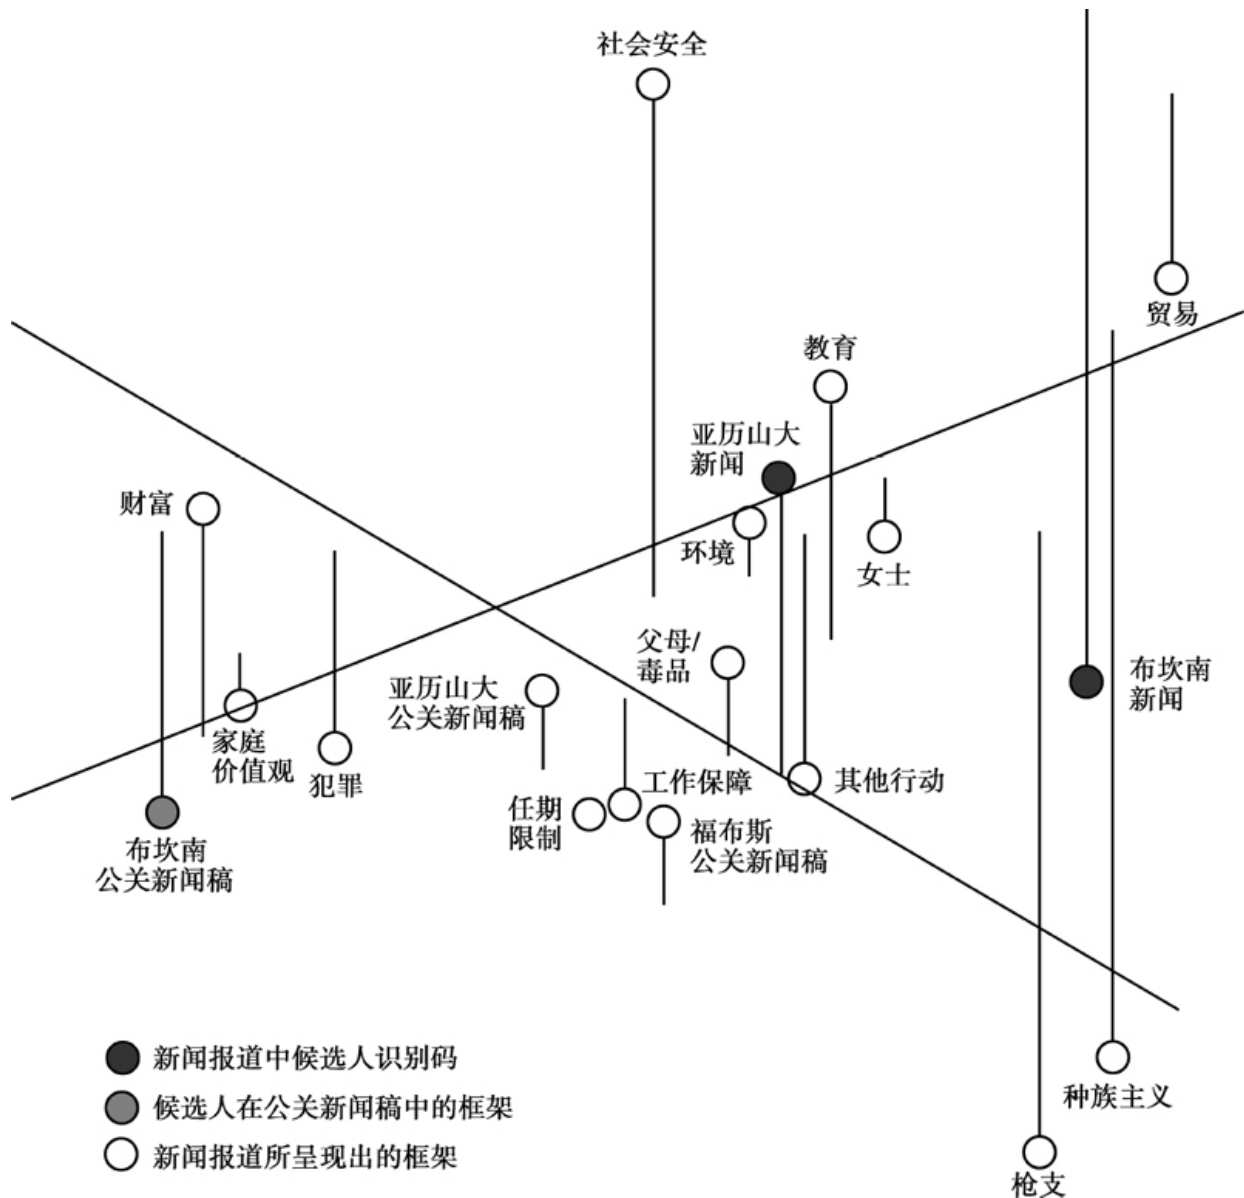 社会安全
贸易
教育
亚历山大
新闻
财富
环境
女士
父母/
毒品
布坎南
新闻
亚历山大
公关新闻稿
家庭
价值观
犯罪
工作保障
其他行动
任期
限制
福布斯
公关新闻稿
布坎南
公关新闻稿
新闻报道中候选人识别码
种族主义
候选人在公关新闻稿中的框架
新闻报道所呈现出的框架
枪支